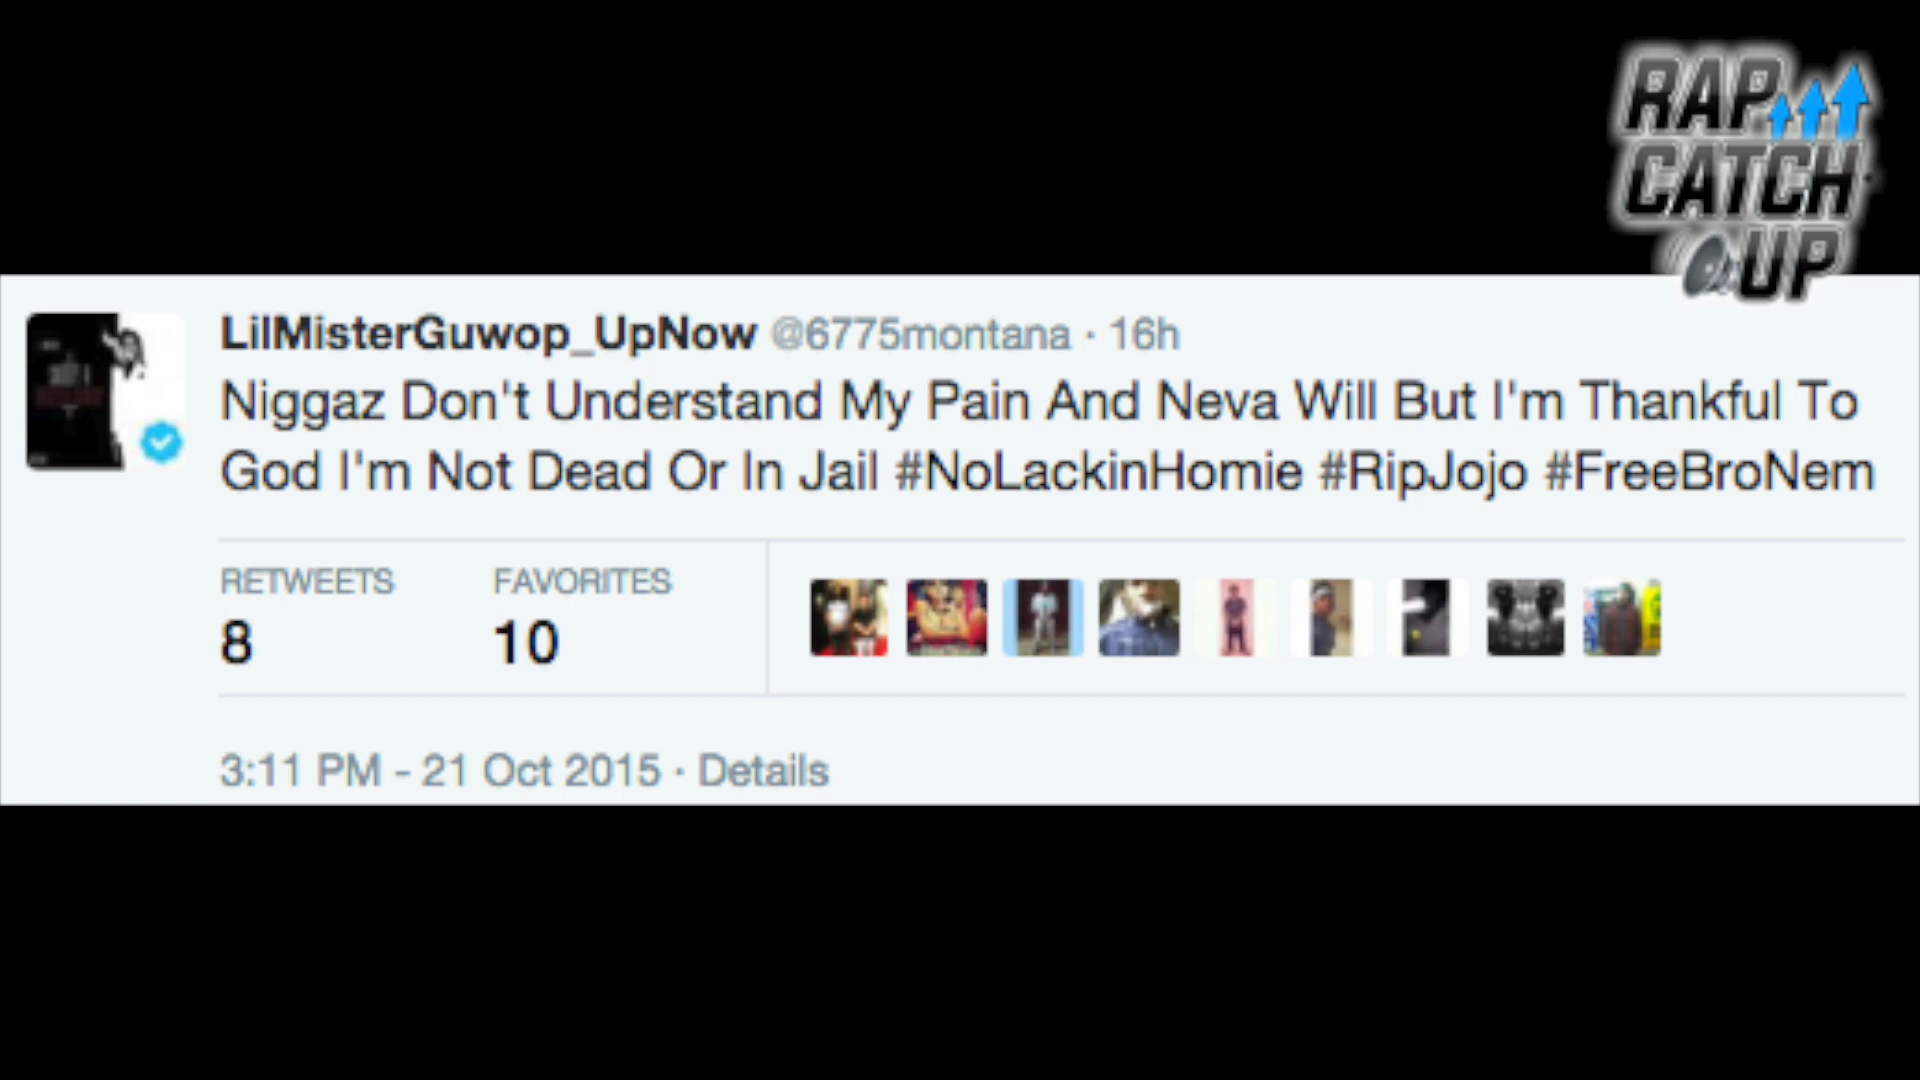 RAP
CATCH
UP
LilMisterGuwop_UpNow @6775montana · 16h
Niggaz Don't Understand My Pain And Neva Will But I'm Thankful To
God I'm Not Dead Or In Jail #NoLackinHomie #RipJojo #FreeBroNem
RETWEETS FAVORITES
8 10
3:11 PM - 21 Oct 2015 · Details